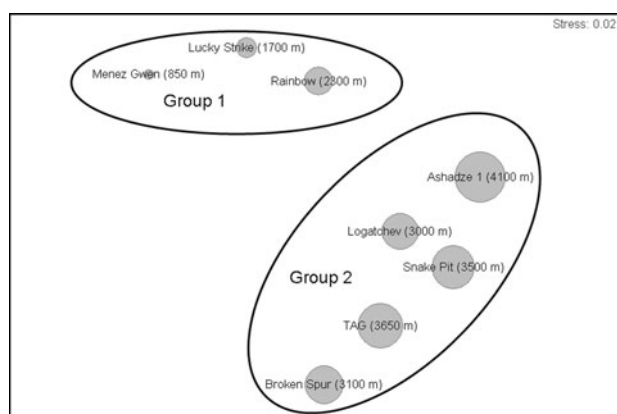 Stress: 0.02
Lucky Strike (1700 m)
Menez Gwen (850 m)
Rainbow (2300 m)
Group 1
Ashadze 1 (4100 m)
Logatchev (3000 m)
Snake Pit (3500 m)
Group 2
TAG (3650 m)
Broken Spur (3100 m)